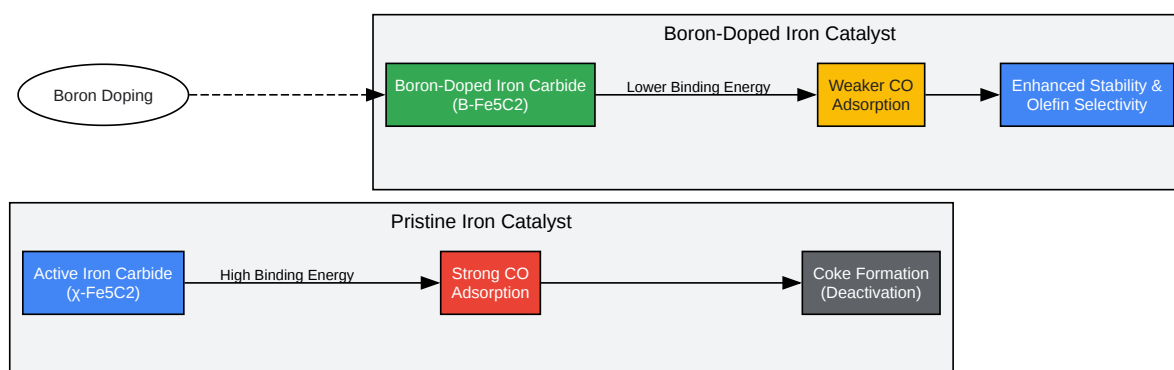 Boron-Doped Iron Catalyst
Boron Doping
Boron-Doped Iron Carbide
(B-Fe5C2)
Lower Binding Energy
Weaker CO
Adsorption
Enhanced Stability &
Olefin Selectivity
Pristine Iron Catalyst
Active Iron Carbide
(χ-Fe5C2)
High Binding Energy
Strong CO
Adsorption
Coke Formation
(Deactivation)